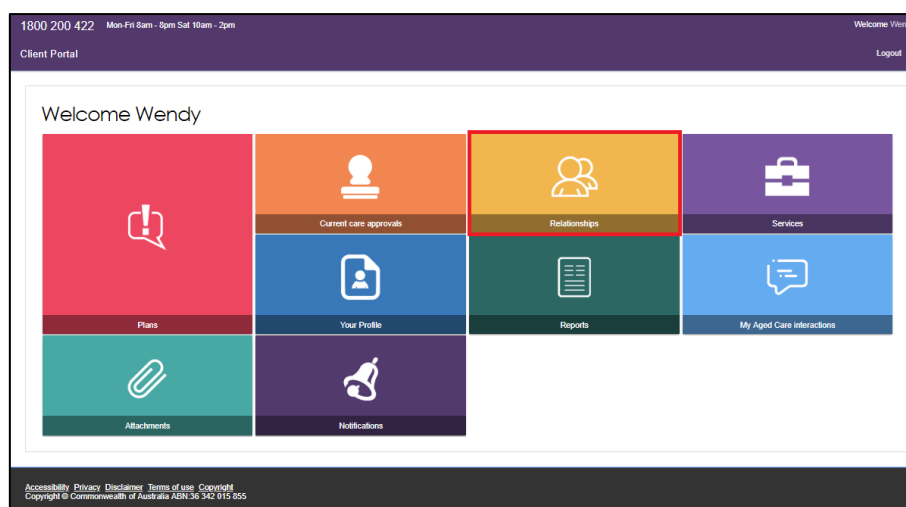 1800 200 422 Mon-Fri 8am - 8pm Sat 10am - 2pm
Welcome
Client Portal
Logout
Welcome Wendy
Current care approvals
Relationships
Services
Plans
Your Profile
Reports
My Aged Care interactions
Attachments
Notifications
Accessibility Privacy Disclaimer Terms of use Copyright
Copyright © Commonwealth of Australia ABN:36 342 015 855